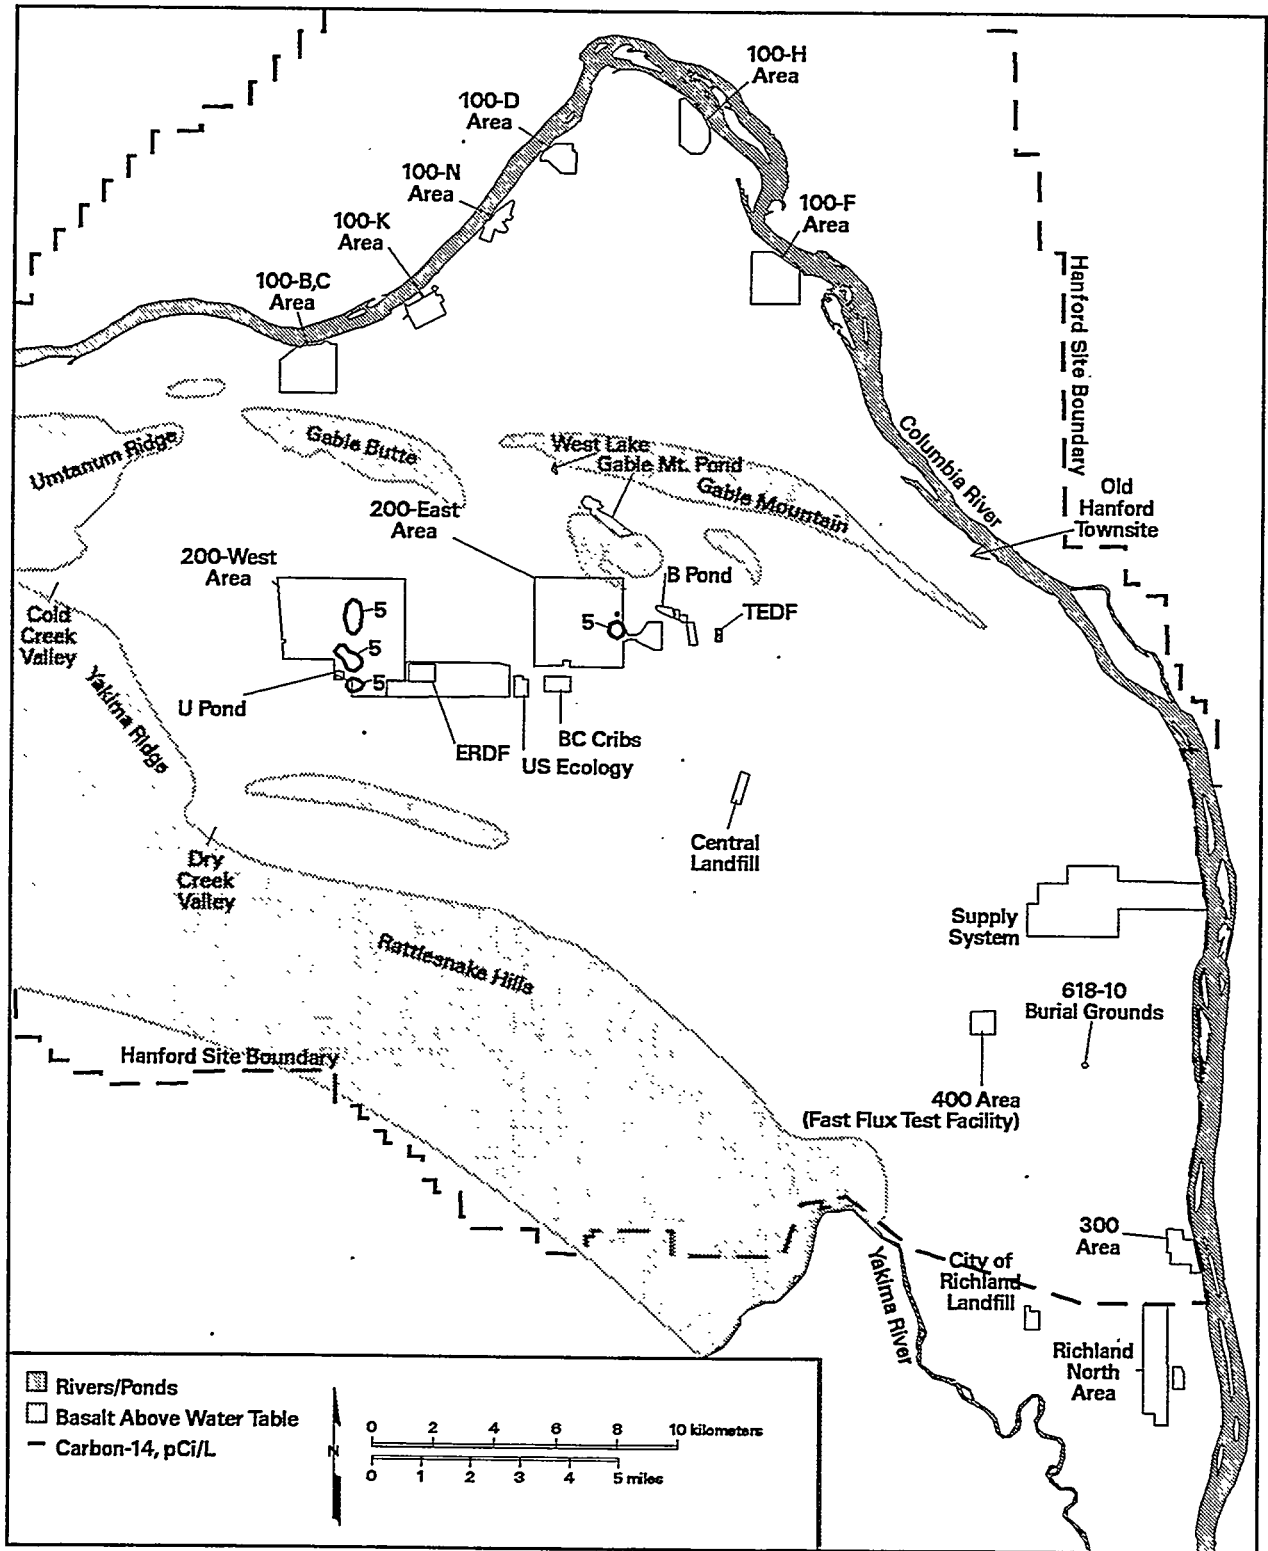 100-H
Area
100-D
Area
100-N
Area
100-K
Area
100-F
Area
100-B,C
Area
Hanford Site Boundary
Umtanum Ridge
Gable Butte
West Lake
Gable Mt. Pond
Gable Mountain
Columbia River
Old
Hanford
Townsite
200-East
Area
200-West
Area
B Pond
TEDF
5
5
5
5
Cold
Creek
Valley
Yakima Ridge
U Pond
ERDF
BC Cribs
US Ecology
Central
Landfill
Dry
Creek
Valley
Rattlesnake Hills
Supply
System
618-10
Burial Grounds
Hanford Site Boundary
400 Area
(Fast Flux Test Facility)
300
Area
City of
Richland
Landfill
Yakima River
Richland
North
Area
Rivers/Ponds
Basalt Above Water Table
Carbon-14, pCi/L
N
0 2 4 6 8 10 kilometers
0 1 2 3 4 5 miles